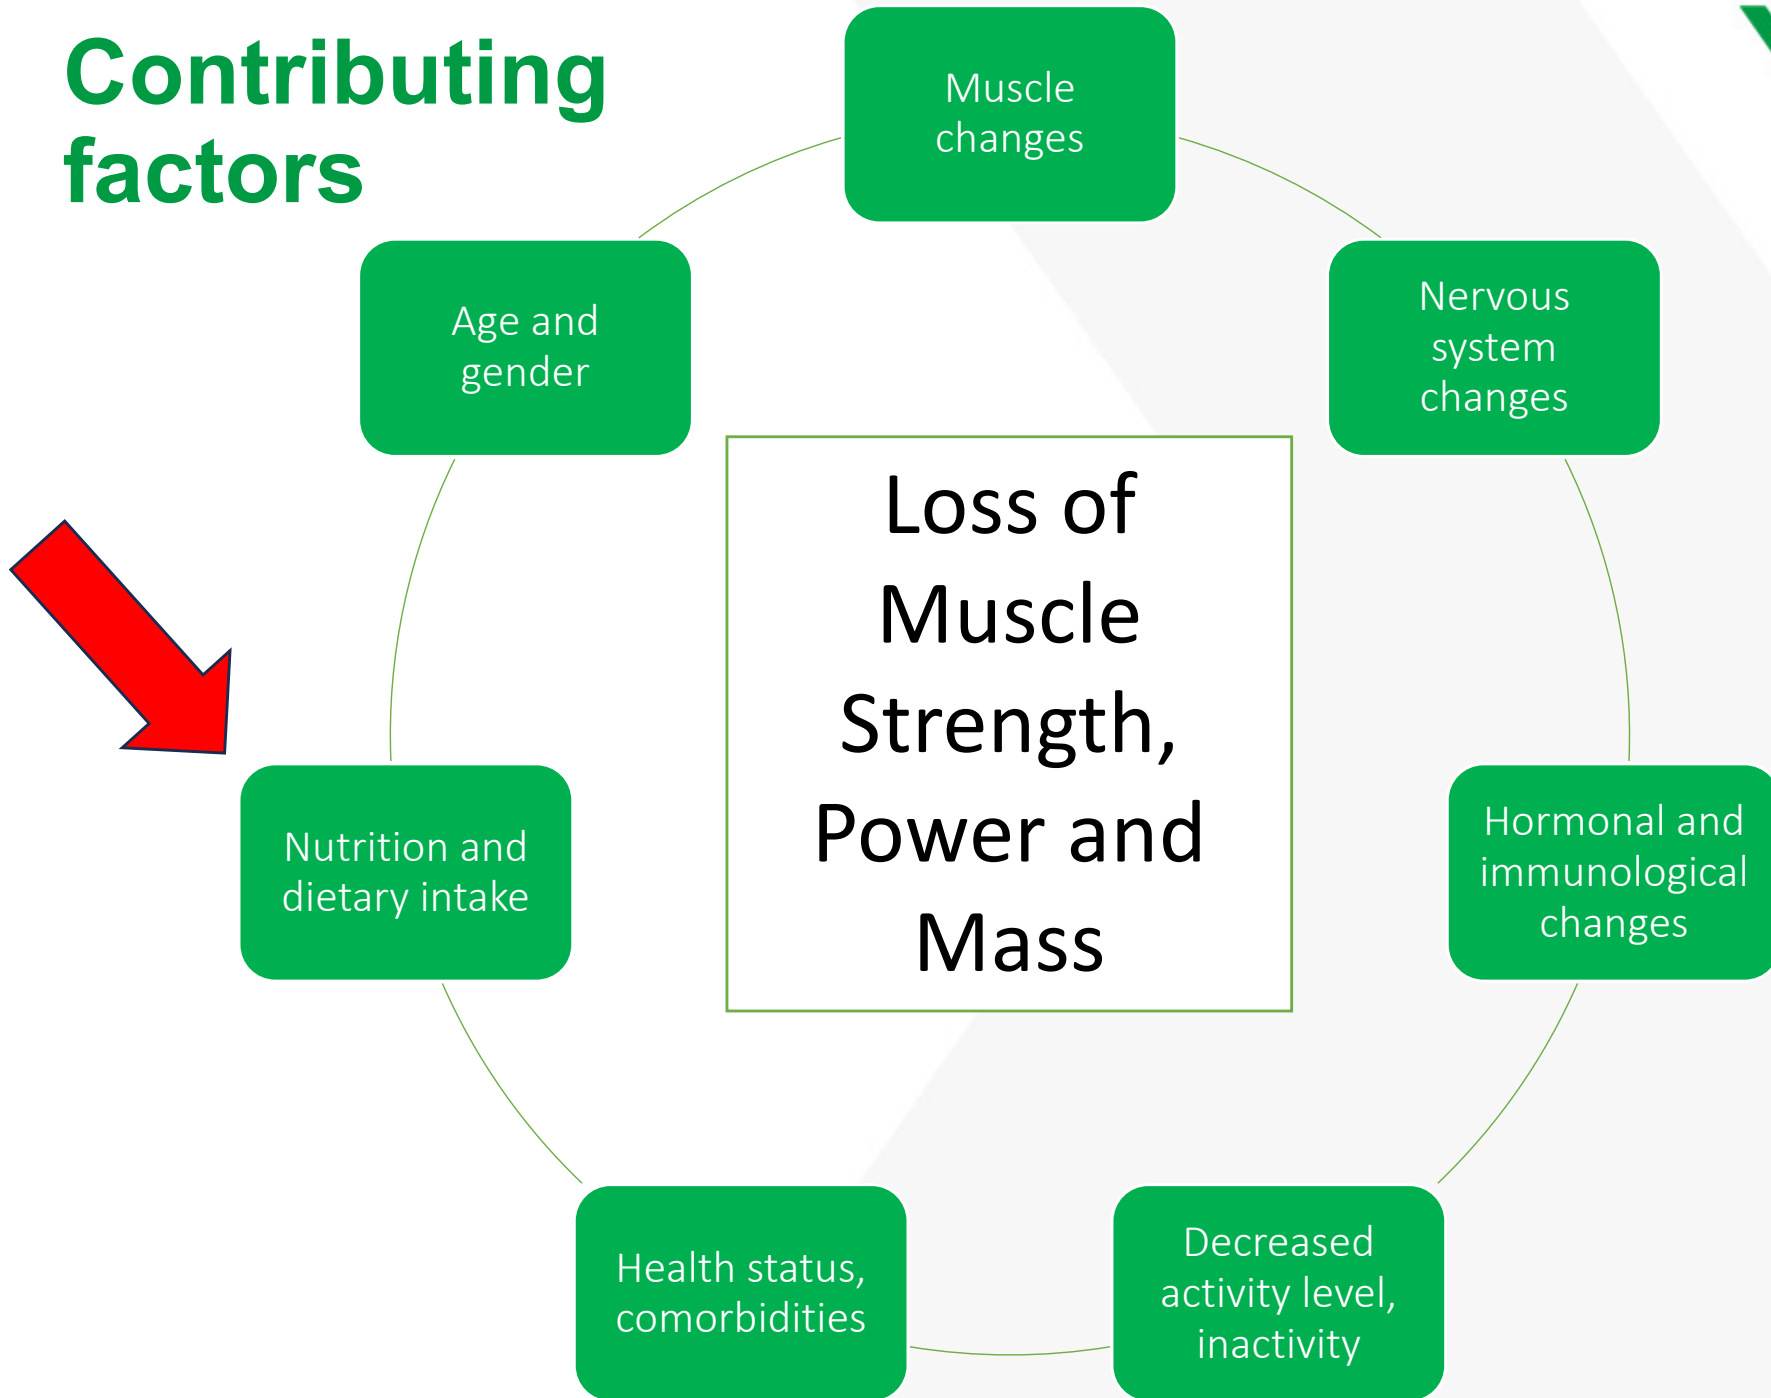 Contributing
factors
Muscle
changes
Nervous
system
changes
Hormonal and
immunological
changes
Decreased
activity level,
inactivity
Health status,
comorbidities
Nutrition and
dietary intake
Age and
gender
Loss of
Muscle
Strength,
Power and
Mass